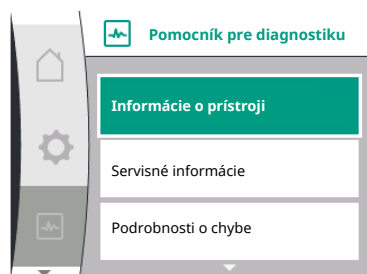 Pomocník pre diagnostiku
Informácie o prístroji
Servisné informácie
Podrobnosti o chybe